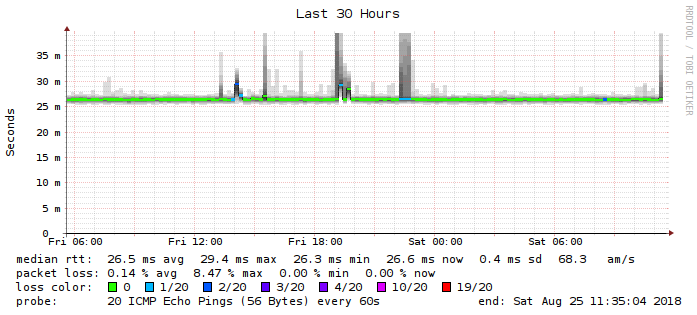 Last 30 Hours
RRDTOOL / TOBI OETIKER
Seconds
35 m
30 m
25 m
20 m
15 m
10 m
5 m
0
Fri 06:00 Fri 12:00 Fri 18:00 Sat 00:00 Sat 06:00
median rtt: 26.5 ms avg 29.4 ms max 26.3 ms min 26.6 ms now 0.4 ms sd 68.3 am/s
packet loss: 0.14 % avg 8.47 % max 0.00 % min 0.00 % now
loss color: 0 1/20 2/20 3/20 4/20 10/20 19/20
probe: 20 ICMP Echo Pings (56 Bytes) every 60s end: Sat Aug 25 11:35:04 2018